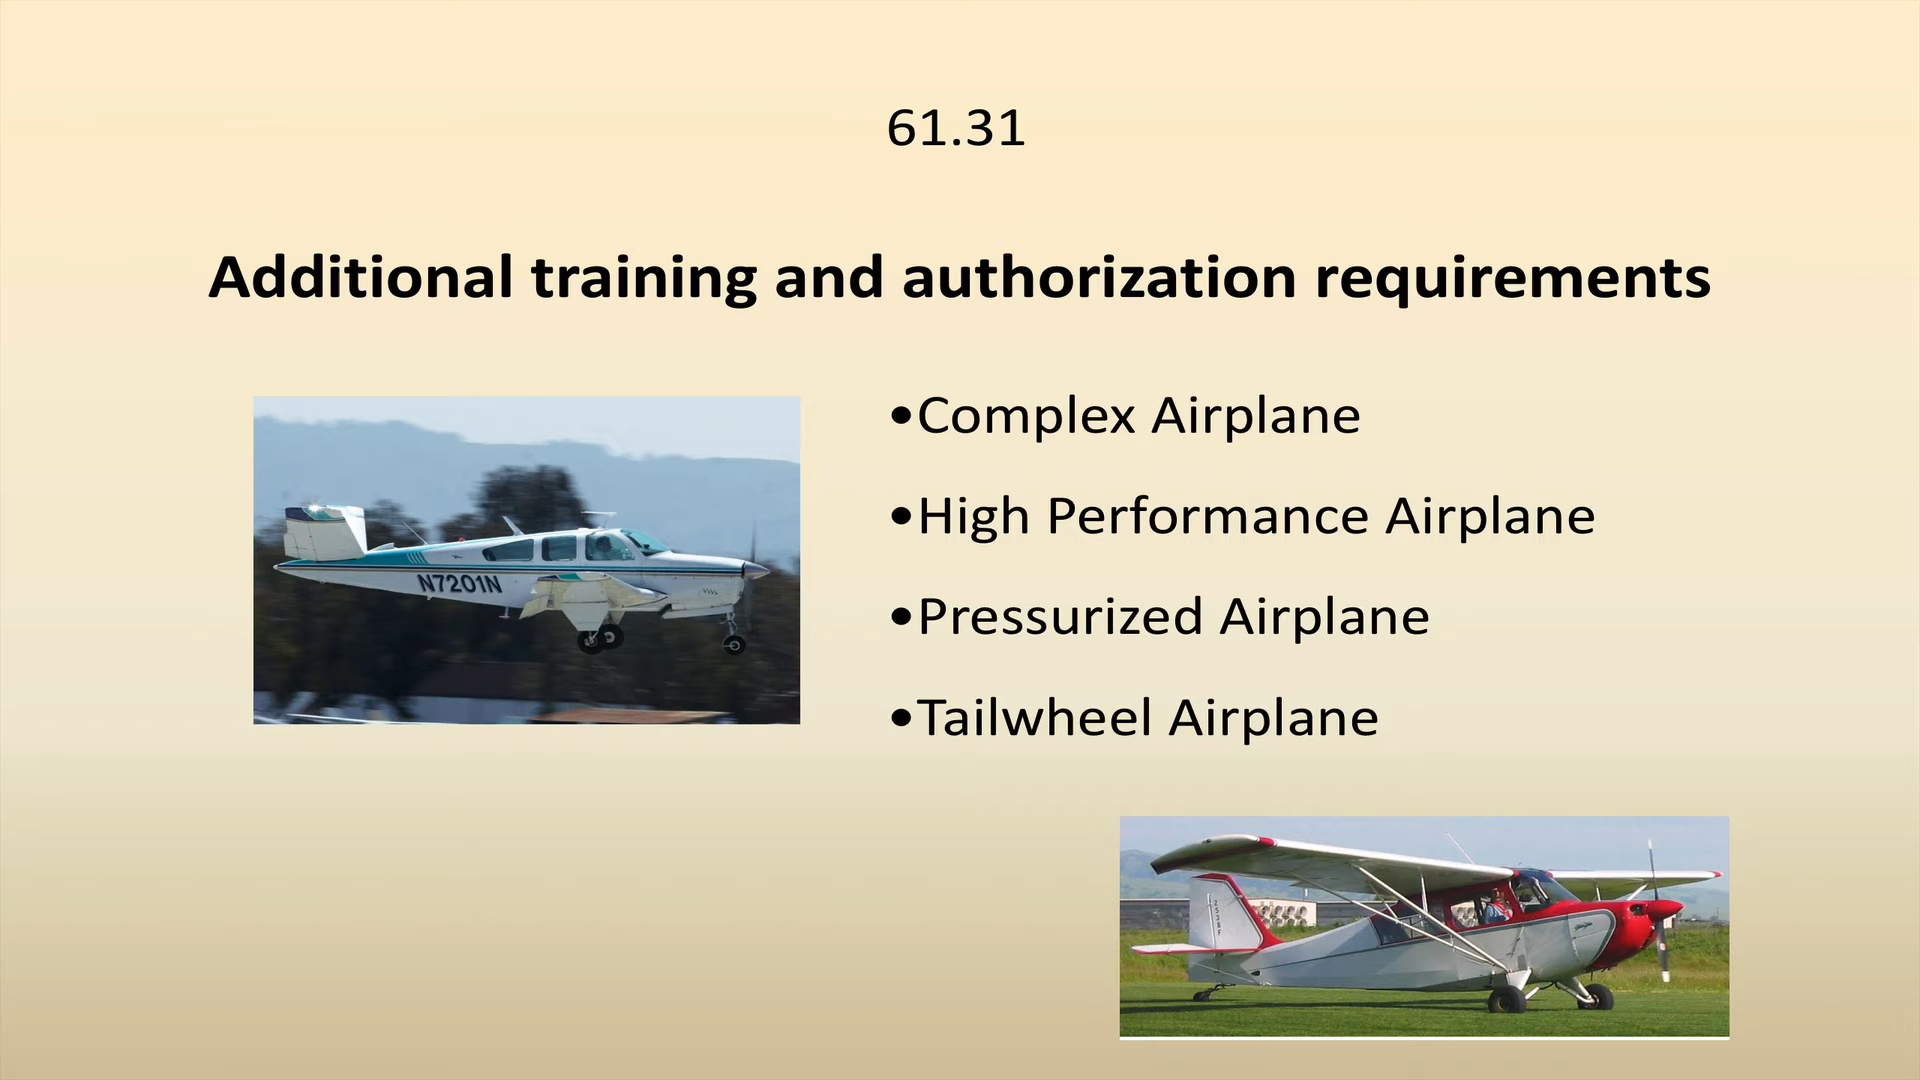 61.31
Additional training and authorization requirements
•Complex Airplane
•High Performance Airplane
•Pressurized Airplane
•Tailwheel Airplane
N7201N